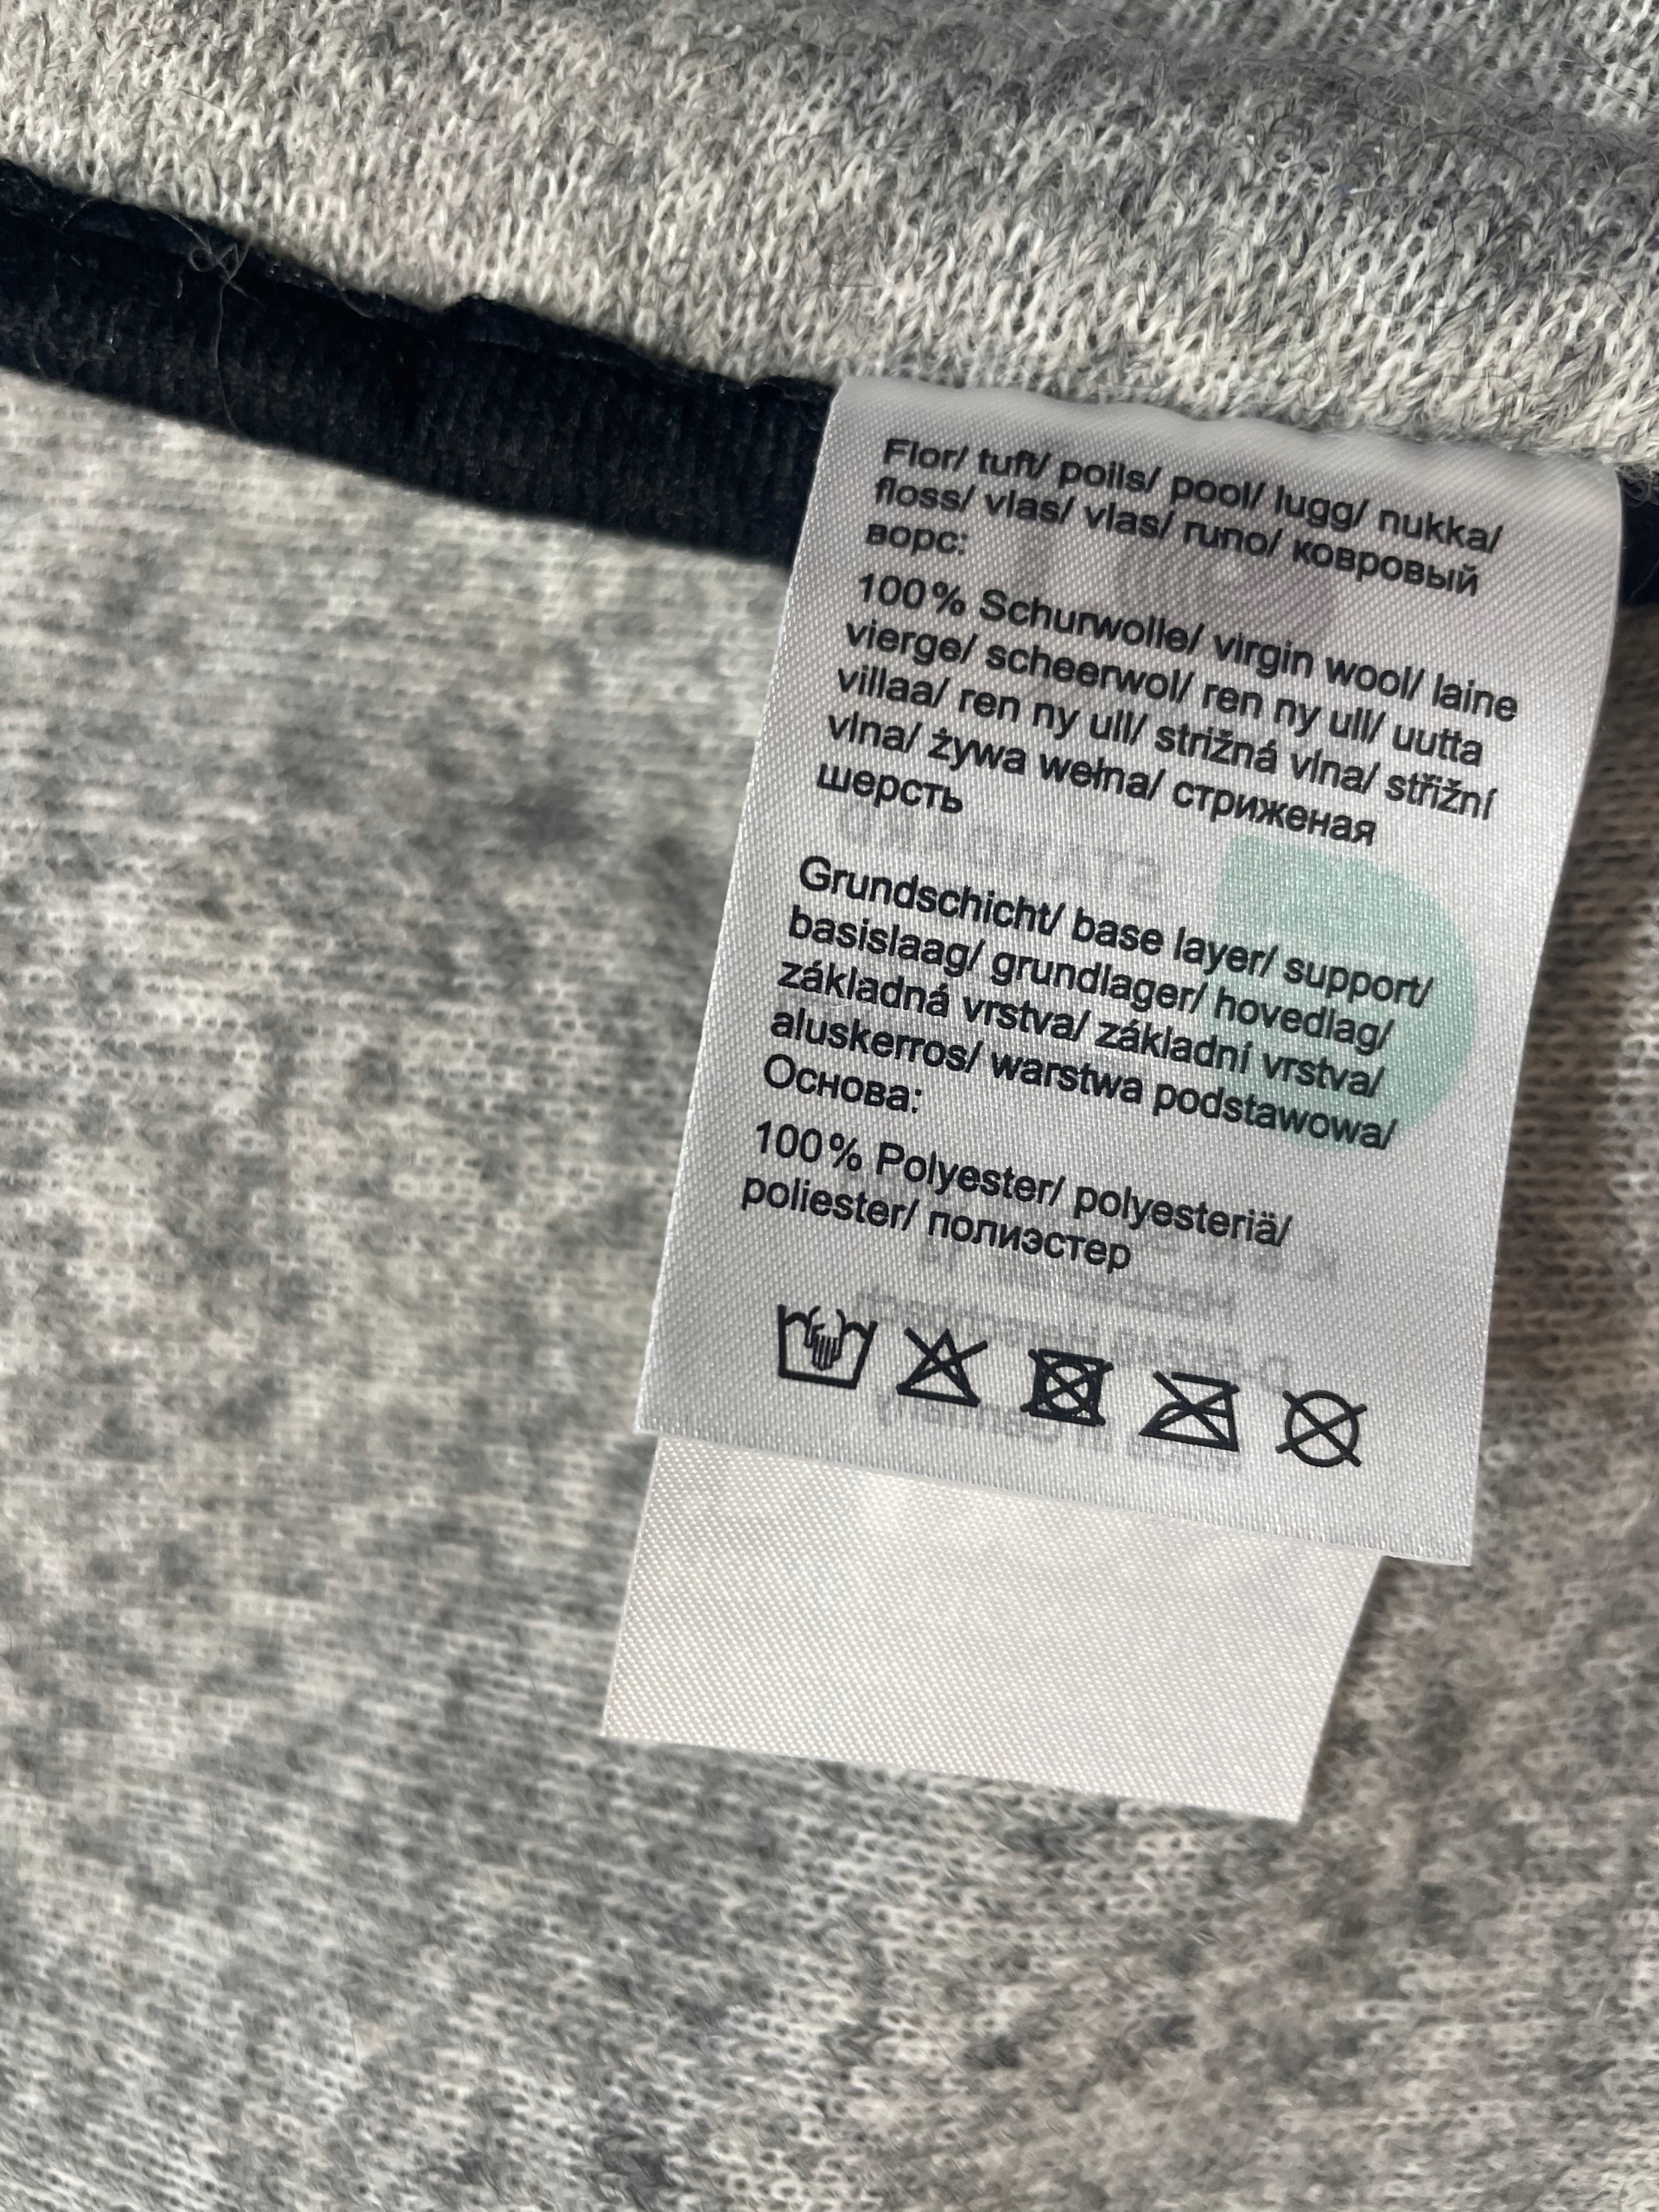 Flor/ tuft/ poils/ pool/ lugg/ nukka/
floss/ vlas/ vlas/ runo/ ковровый
ворс:
100% Schurwolle/ virgin wool/ laine
vierge/ scheerwol/ ren ny ull/ uutta
villaa/ ren ny ull/ strižná vlna/ střižní
vlna/ żywa wełna/ стриженая
шерсть
Grundschicht/ base layer/ support/
basislaag/ grundlager/ hovedlag/
základná vrstva/ základní vrstva/
aluskerros/ warstwa podstawowa/
Основа:
100% Polyester/ polyesteriä/
poliester/ полиэстер
STANDARD